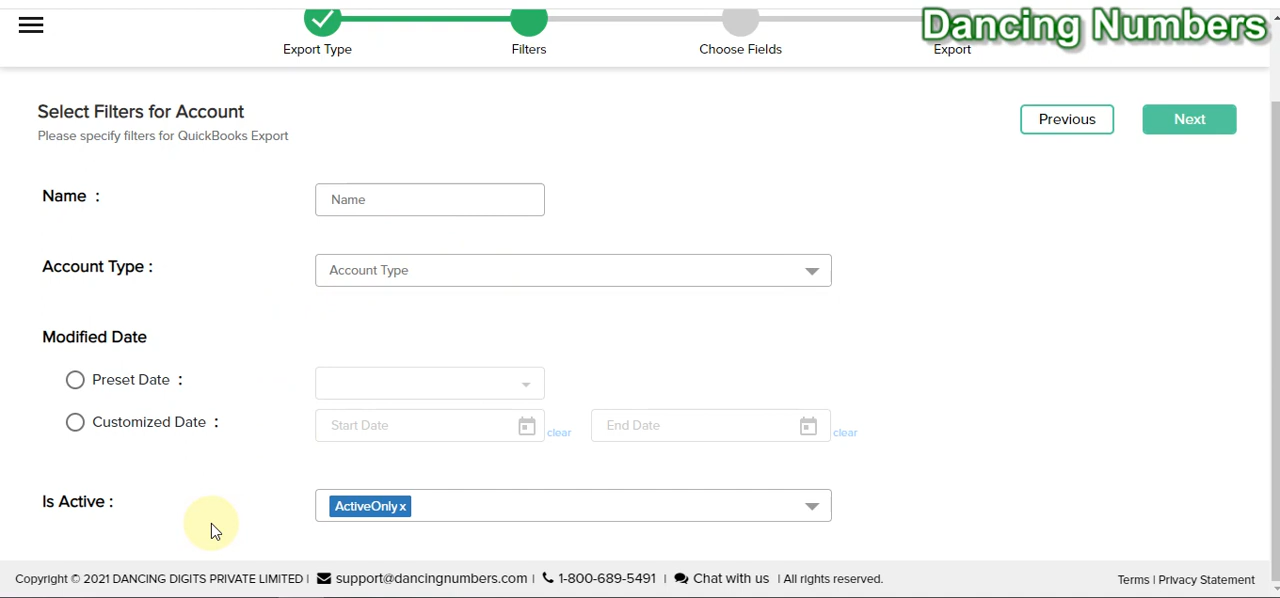 Dancing Numbers
Export Type
Filters
Choose Fields
Export
Select Filters for Account
Please specify filters for QuickBooks Export
Previous
Next
Name :
Name
Account Type :
Account Type
Modified Date
Preset Date :
Customized Date :
Start Date
clear
End Date
clear
Is Active :
ActiveOnly x
Copyright © 2021 DANCING DIGITS PRIVATE LIMITED | support@dancingnumbers.com | 1-800-689-5491 | Chat with us | All rights reserved.
Terms | Privacy Statement